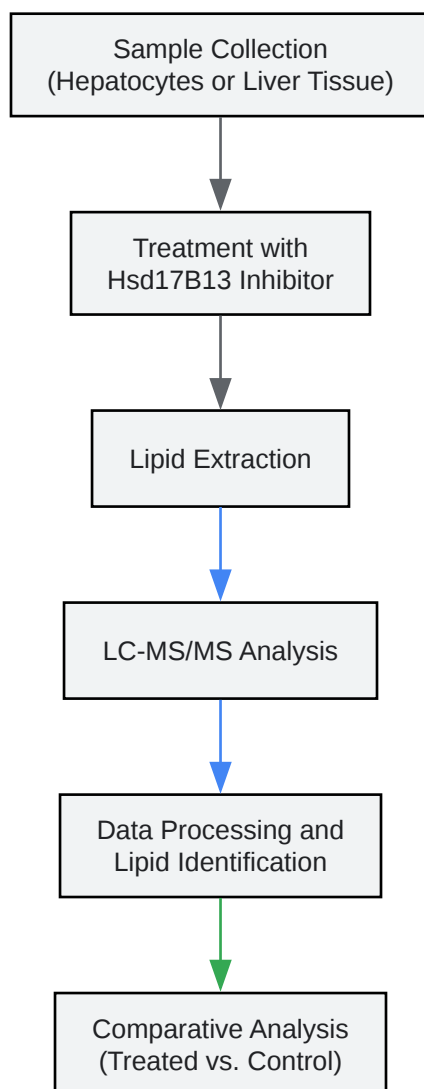 Sample Collection
(Hepatocytes or Liver Tissue)
Treatment with
Hsd17B13 Inhibitor
Lipid Extraction
LC-MS/MS Analysis
Data Processing and
Lipid Identification
Comparative Analysis
(Treated vs. Control)